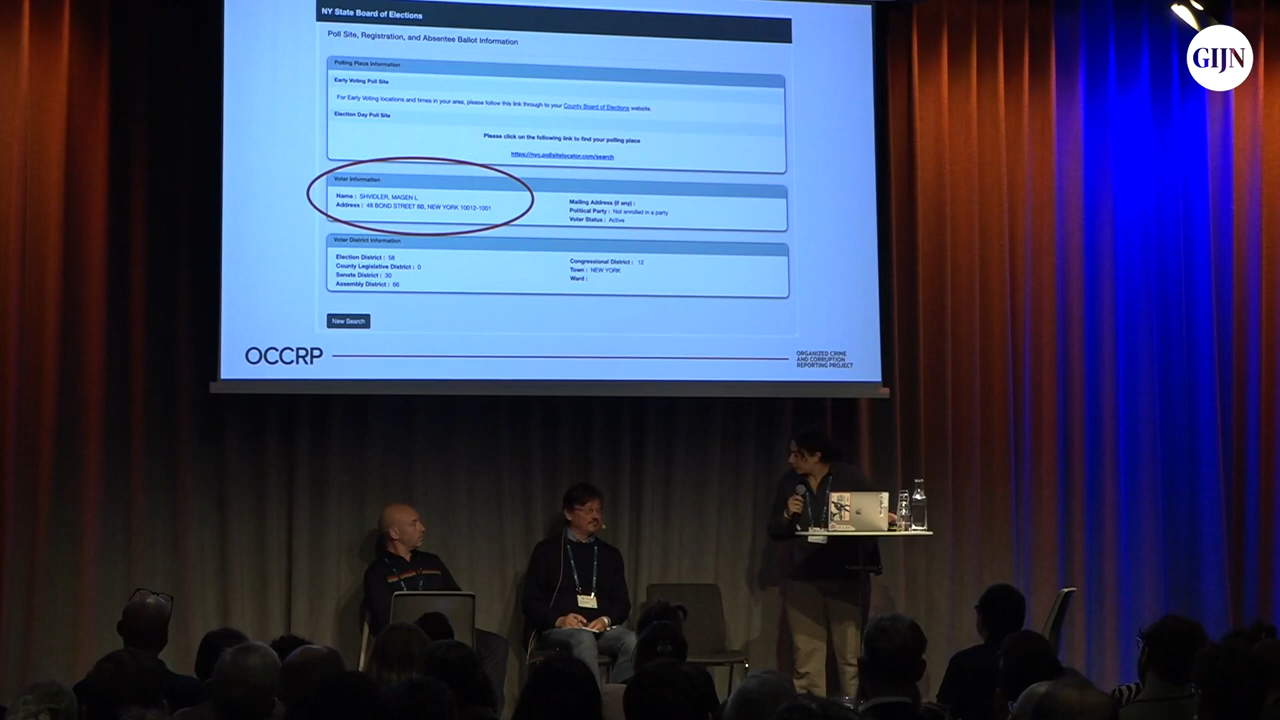 NY State Board of Elections
Poll Site, Registration, and Absentee Ballot Information
Polling Place Information
Early Voting Poll Site
For Early Voting locations and times in your area, please follow this link through to your County Board of Elections website.
Election Day Poll Site
Please click on the following link to find your polling place
https://nyc.pollsitelocator.com/search
Voter Information
Name : SHVIDLER, MAGEN L
Address : 48 BOND STREET 8B, NEW YORK 10012-1001
Mailing Address (if any) :
Political Party : Not enrolled in a party
Voter Status : Active
Voter District Information
Election District : 58
County Legislative District : 0
Senate District : 30
Assembly District : 66
Congressional District : 12
Town : NEW YORK
Ward :
New Search
OCCRP
ORGANIZED CRIME
AND CORRUPTION
REPORTING PROJECT
GIJN